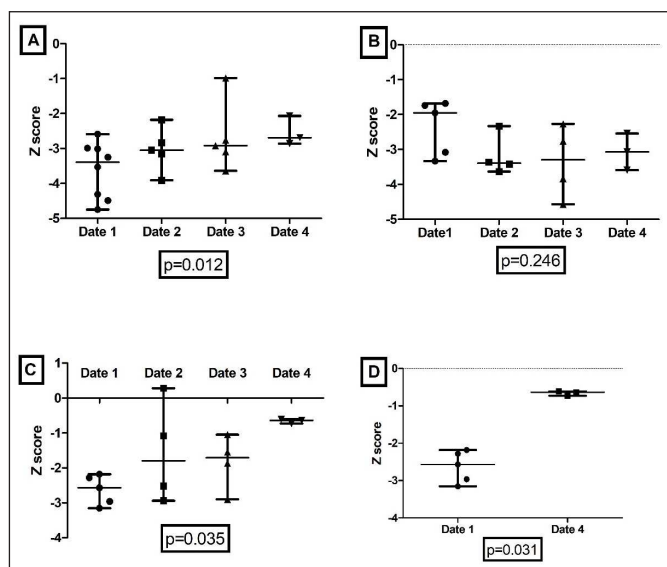 A
0
-1
-2
-3
-4
-5
Z score
Date 1 Date 2 Date 3 Date 4
p=0.012
B
0
-1
-2
-3
-4
-5
Z score
Date1 Date 2 Date 3 Date 4
p=0.246
C
1
0
-1
-2
-3
-4
Z score
Date 1 Date 2 Date 3 Date 4
p=0.035
D
0
-1
-2
-3
-4
Z score
Date 1 Date 4
p=0.031